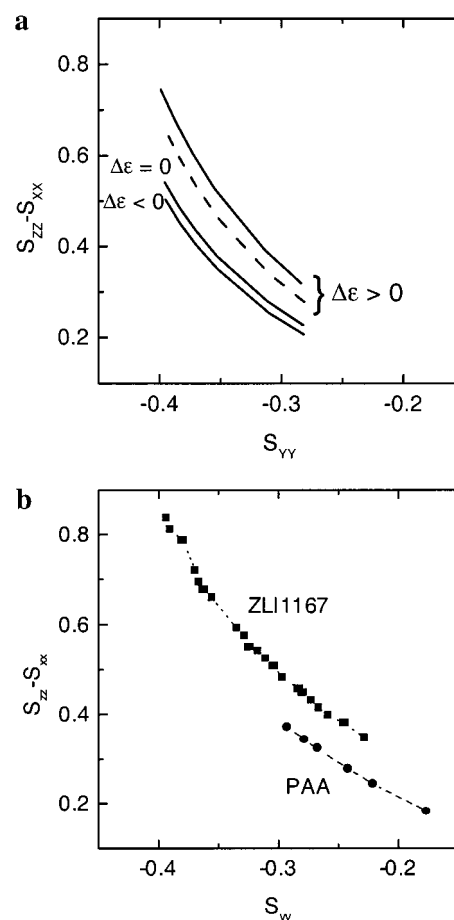 a
0.8
0.6
0.4
0.2
S_ZZ-S_XX
Δε = 0
Δε < 0
} Δε > 0
-0.4 -0.3 -0.2
S_YY
b
0.8
0.6
0.4
0.2
S_zz-S_xx
ZLI1167
PAA
-0.4 -0.3 -0.2
S_yy